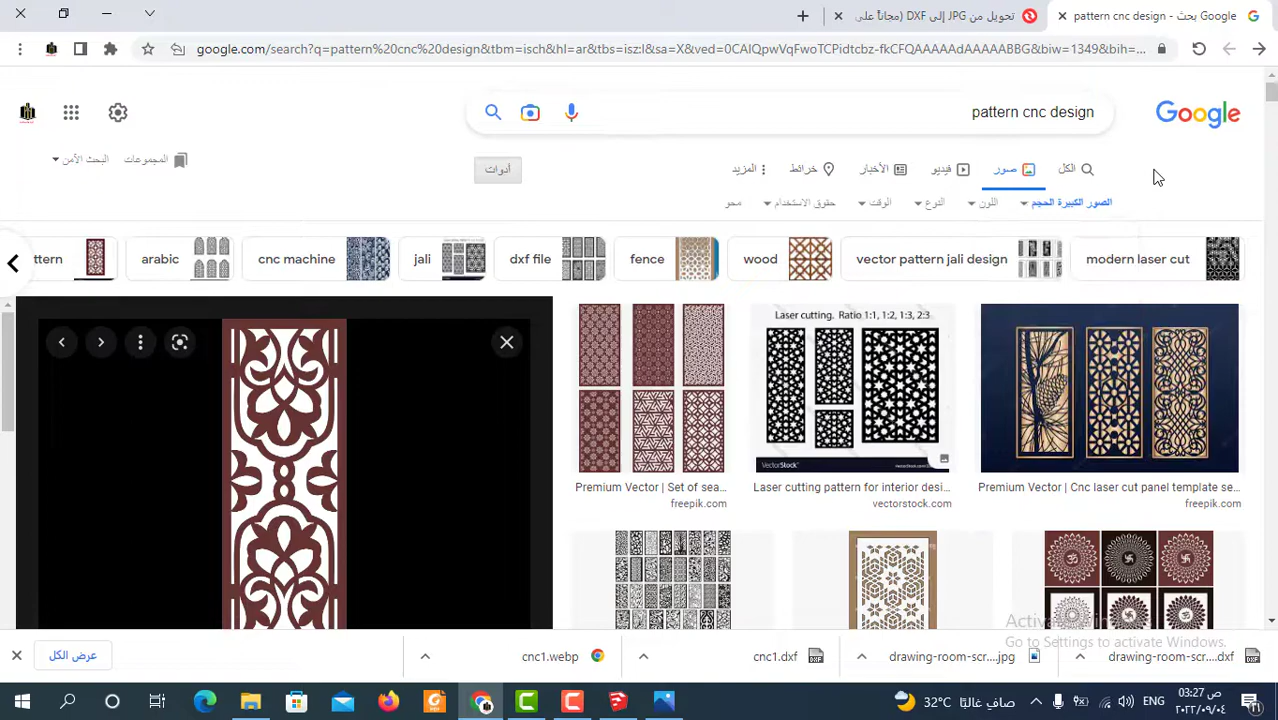 pattern cnc design - بحث Google
تحويل من JPG إلى DXF (مجاناً على
google.com/search?q=pattern%20cnc%20design&tbm=isch&hl=ar&tbs=isz:l&sa=X&ved=0CAIQpwVqFwoTCPidtcbz-fkCFQAAAAAdAAAAABBG&biw=1349&bih=...
Google
pattern cnc design
الكل
صور
فيديو
الأخبار
خرائط
المزيد
أدوات
المجموعات
البحث الآمن
الصور الكبيرة الحجم
اللون
النوع
الوقت
حقوق الاستخدام
محو
ttern
arabic
cnc machine
jali
dxf file
fence
wood
vector pattern jali design
modern laser cut
Laser cutting. Ratio 1:1, 1:2, 1:3, 2:3
VectorStock
Premium Vector | Set of sea...
freepik.com
Laser cutting pattern for interior desi...
vectorstock.com
Premium Vector | Cnc laser cut panel template se...
freepik.com
Activate Windows
Go to Settings to activate Windows.
عرض الكل
cnc1.webp
cnc1.dxf
drawing-room-scr....jpg
drawing-room-scr....dxf
32°C صافي غالبًا
ENG
03:27 ص
٢٠٢٢/٠٩/٠٤